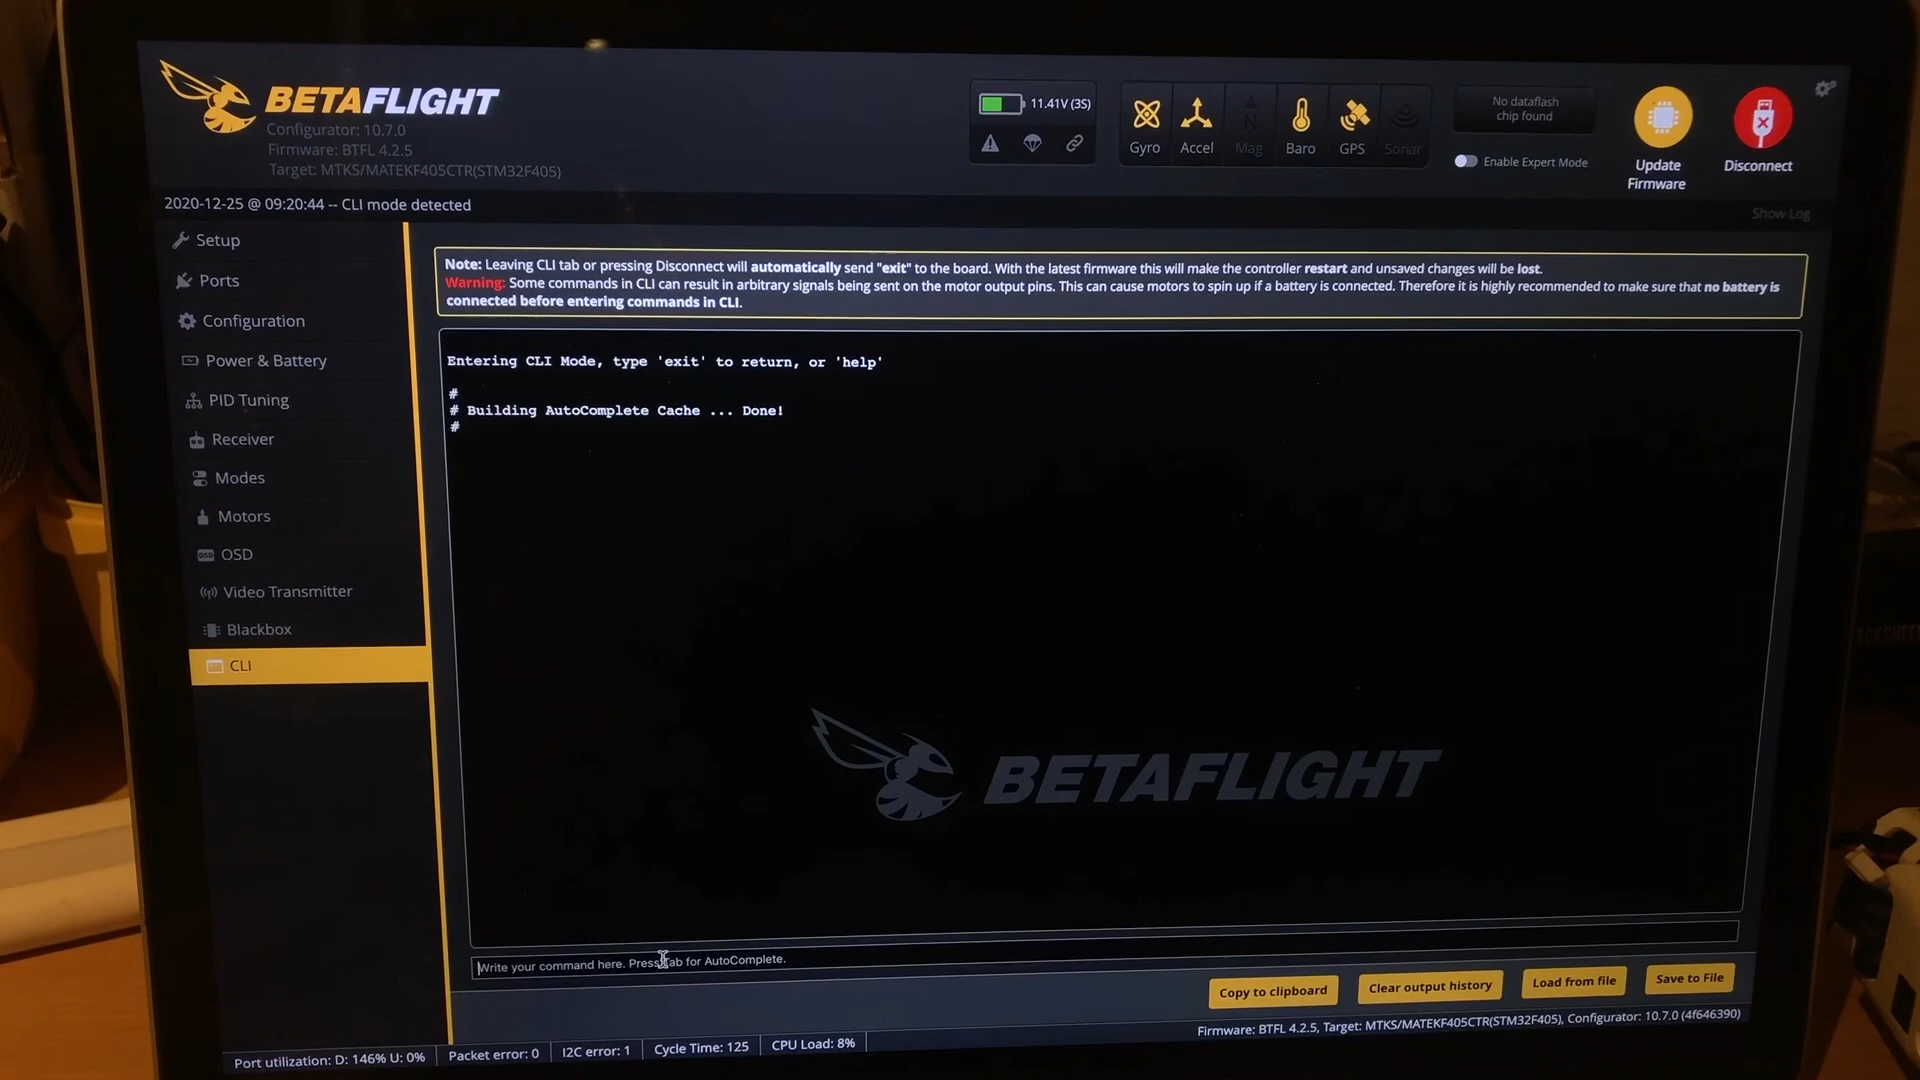 BETAFLIGHT
Configurator: 10.7.0
Firmware: BTFL 4.2.5
Target: MTKS/MATEKF405CTR(STM32F405)
11.41V (3S)
Gyro
Accel
Mag
Baro
GPS
Sonar
No dataflash
chip found
Enable Expert Mode
Update
Firmware
Disconnect
2020-12-25 @ 09:20:44 -- CLI mode detected
Show Log
Setup
Ports
Configuration
Power & Battery
PID Tuning
Receiver
Modes
Motors
OSD
OSD
Video Transmitter
Blackbox
CLI
Note: Leaving CLI tab or pressing Disconnect will automatically send "exit" to the board. With the latest firmware this will make the controller restart and unsaved changes will be lost.
Warning: Some commands in CLI can result in arbitrary signals being sent on the motor output pins. This can cause motors to spin up if a battery is connected. Therefore it is highly recommended to make sure that no battery is
connected before entering commands in CLI.
Entering CLI Mode, type 'exit' to return, or 'help'
#
# Building AutoComplete Cache ... Done!
#
BETAFLIGHT
Write your command here. Press Tab for AutoComplete.
Copy to clipboard
Clear output history
Load from file
Save to File
Port utilization: D: 146% U: 0%
Packet error: 0
I2C error: 1
Cycle Time: 125
CPU Load: 8%
Firmware: BTFL 4.2.5, Target: MTKS/MATEKF405CTR(STM32F405), Configurator: 10.7.0 (4f646390)